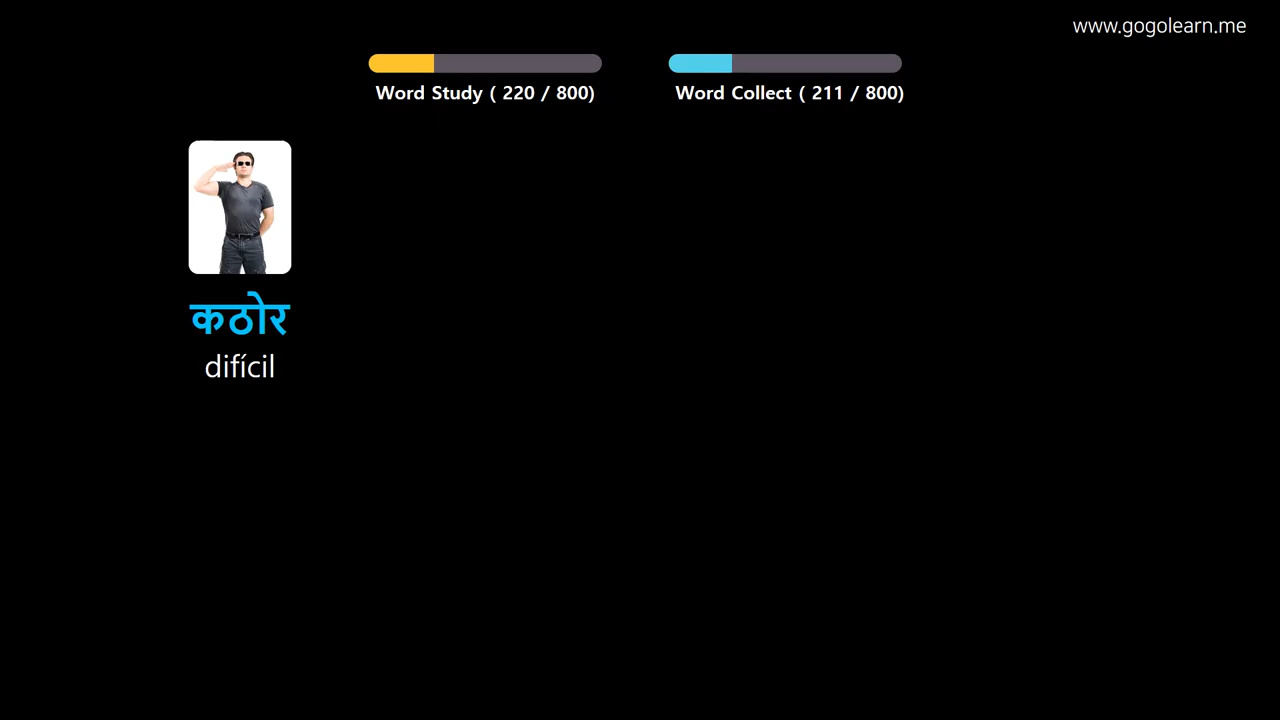 www.gogolearn.me
Word Study ( 220 / 800)
Word Collect ( 211 / 800)
कठोर
difícil